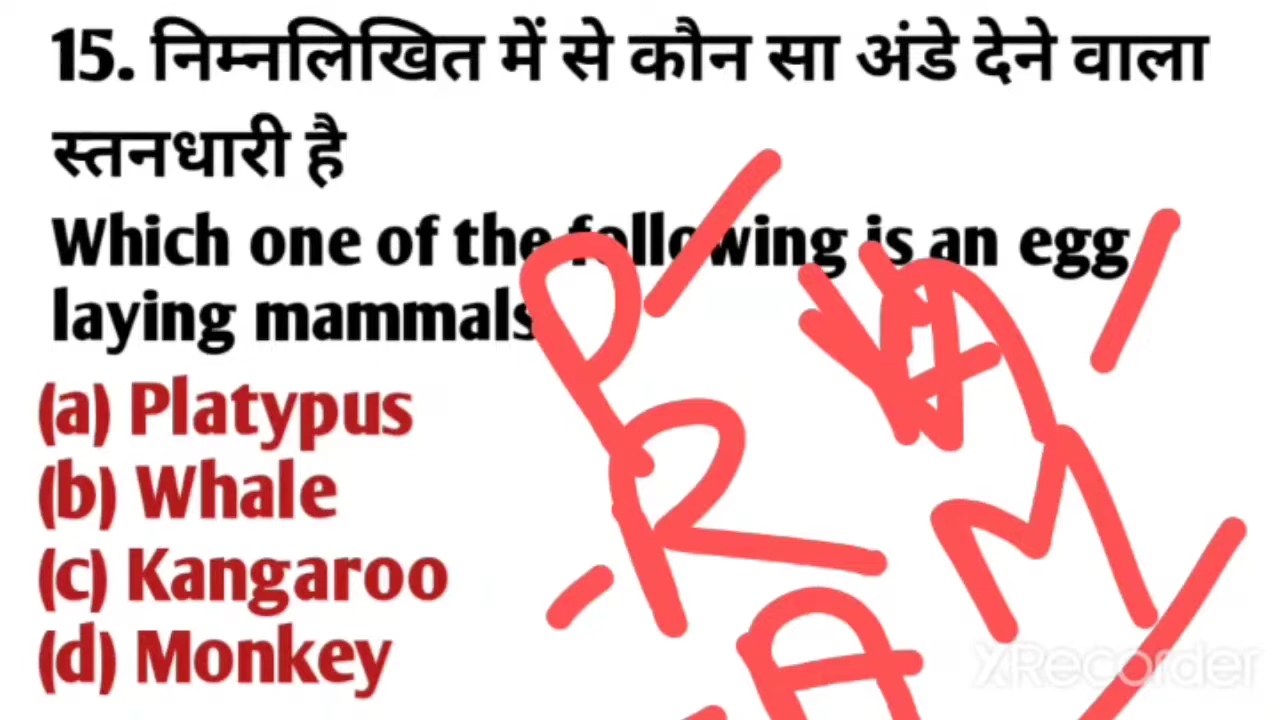 15. निम्नलिखित में से कौन सा अंडे देने वाला
स्तनधारी है
Which one of the following is an egg
laying mammals
(a) Platypus
(b) Whale
(c) Kangaroo
(d) Monkey
P
R
M
A
XRecorder